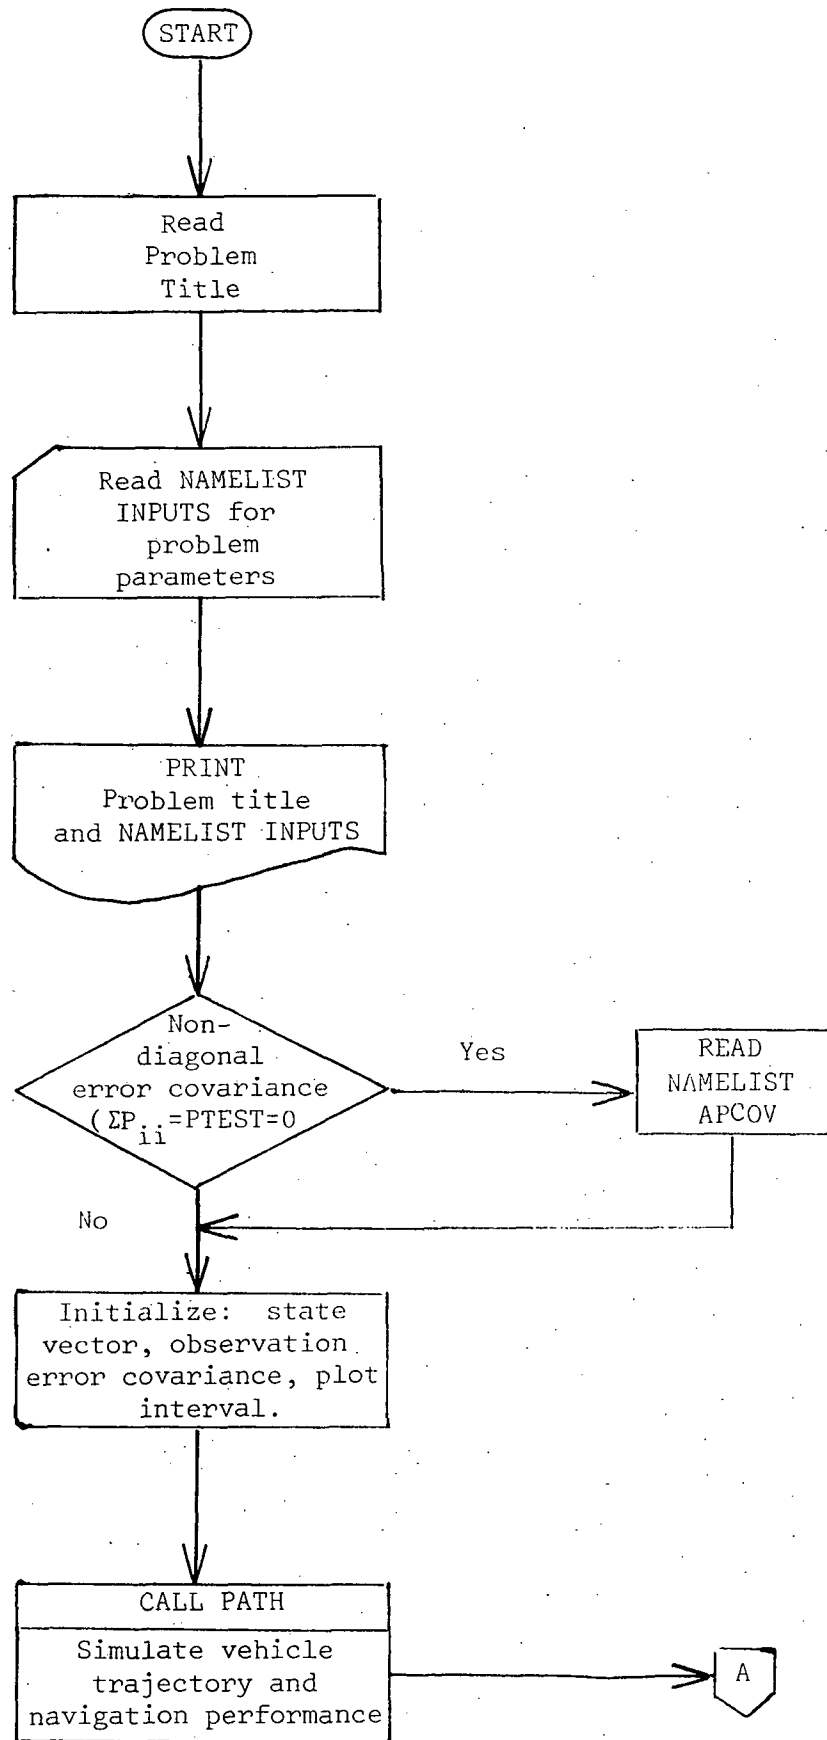 START
Read
Problem
Title
Read NAMELIST
INPUTS for
problem
parameters
PRINT
Problem title
and NAMELIST INPUTS
Non-
diagonal
error covariance
(ΣPii=PTEST=0
Yes
READ
NAMELIST
APCOV
No
Initialize: state
vector, observation
error covariance, plot
interval.
CALL PATH
Simulate vehicle
trajectory and
navigation performance
A